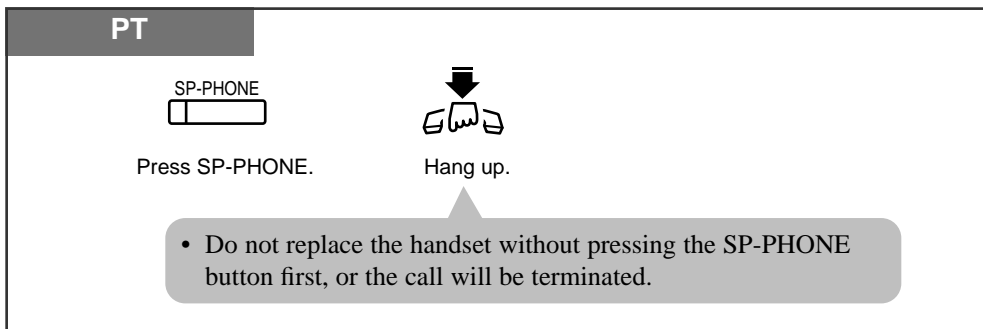 PT
SP-PHONE
Press SP-PHONE.
Hang up.
• Do not replace the handset without pressing the SP-PHONE
button first, or the call will be terminated.